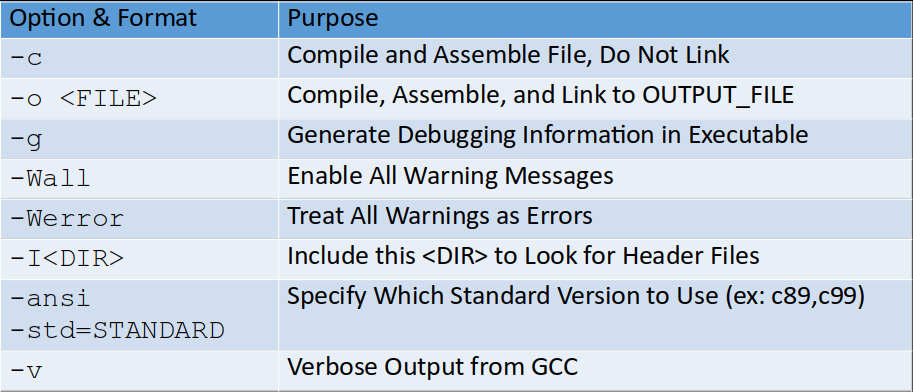 Option & Format Purpose
-c Compile and Assemble File, Do Not Link
-o <FILE> Compile, Assemble, and Link to OUTPUT_FILE
-g Generate Debugging Information in Executable
-Wall Enable All Warning Messages
-Werror Treat All Warnings as Errors
-I<DIR> Include this <DIR> to Look for Header Files
-ansi Specify Which Standard Version to Use (ex: c89,c99)
-std=STANDARD
-v Verbose Output from GCC